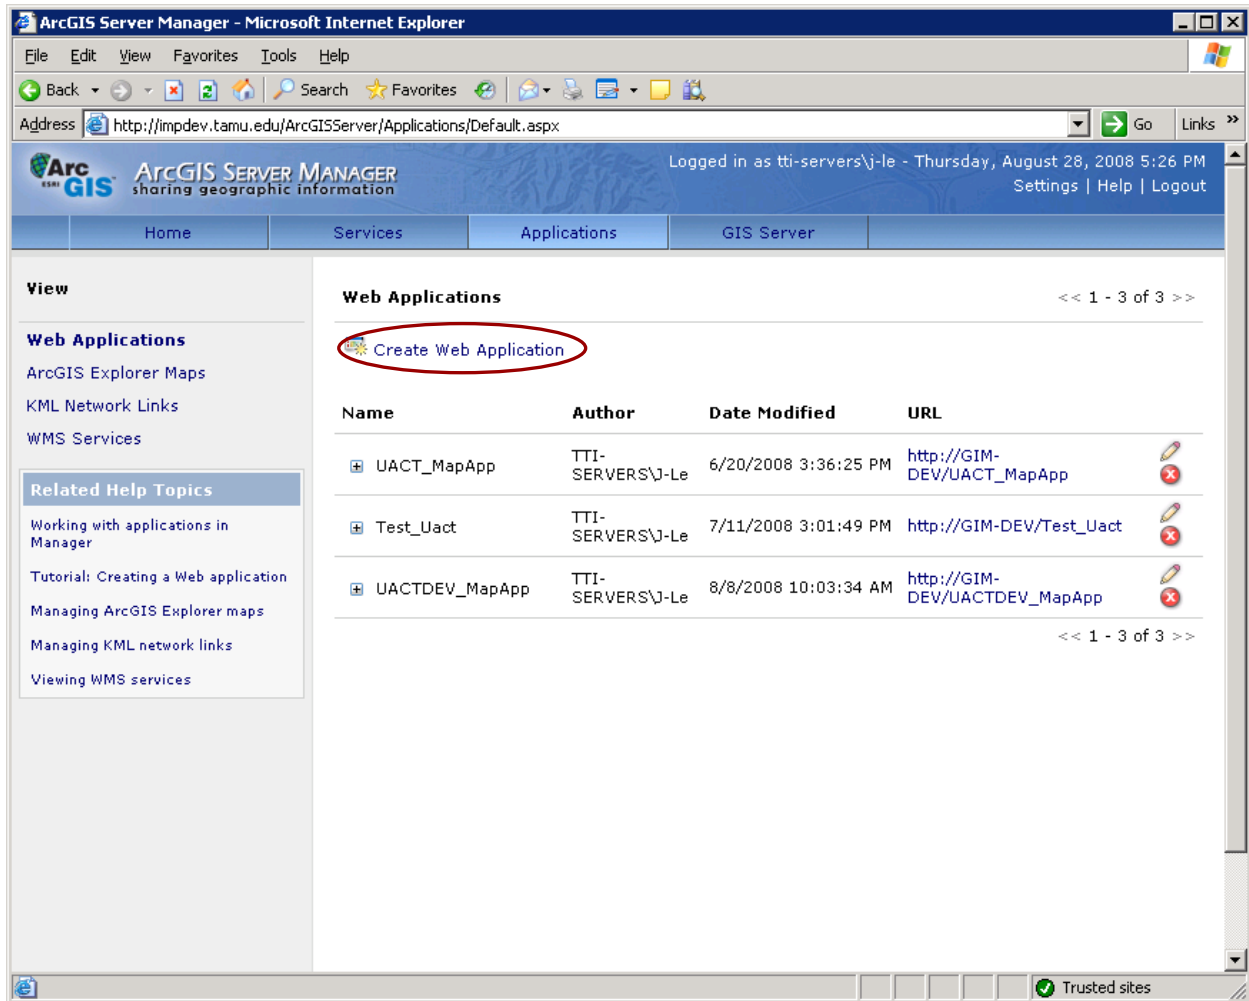 ArcGIS Server Manager - Microsoft Internet Explorer
File Edit View Favorites Tools Help
Back Search Favorites
Address http://impdev.tamu.edu/ArcGISServer/Applications/Default.aspx Go Links »
Arc GIS ESRI
ArcGIS Server Manager
sharing geographic information
Logged in as tti-servers\j-le - Thursday, August 28, 2008 5:26 PM
Settings | Help | Logout
Home Services Applications GIS Server
View
Web Applications
ArcGIS Explorer Maps
KML Network Links
WMS Services
Related Help Topics
Working with applications in
Manager
Tutorial: Creating a Web application
Managing ArcGIS Explorer maps
Managing KML network links
Viewing WMS services
Web Applications << 1 - 3 of 3 >>
Create Web Application
Name Author Date Modified URL
UACT_MapApp TTI-SERVERS\J-Le 6/20/2008 3:36:25 PM http://GIM-DEV/UACT_MapApp
Test_Uact TTI-SERVERS\J-Le 7/11/2008 3:01:49 PM http://GIM-DEV/Test_Uact
UACTDEV_MapApp TTI-SERVERS\J-Le 8/8/2008 10:03:34 AM http://GIM-DEV/UACTDEV_MapApp
<< 1 - 3 of 3 >>
Trusted sites